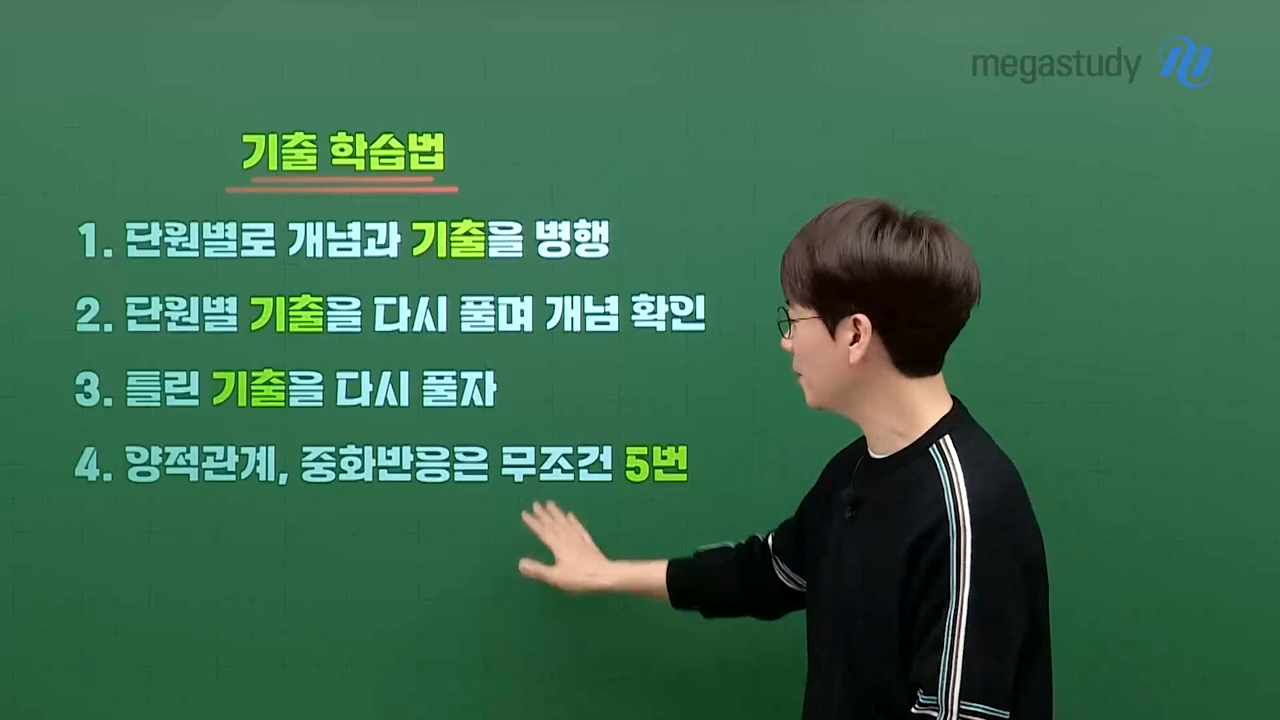 megastudy
기출 학습법
1. 단원별로 개념과 기출을 병행
2. 단원별 기출을 다시 풀며 개념 확인
3. 틀린 기출을 다시 풀자
4. 양적관계, 중화반응은 무조건 5번